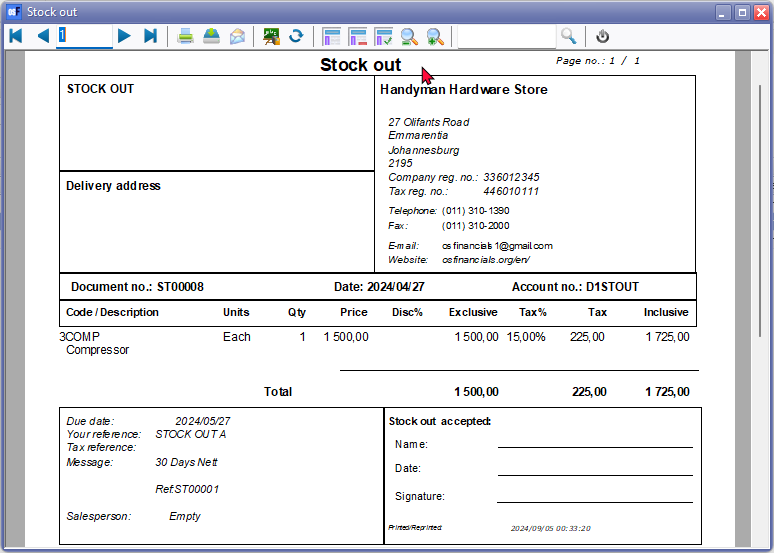 Stock out
1
Stock out
Page no.: 1 / 1
STOCK OUT
Handyman Hardware Store
27 Olifants Road
Emmarentia
Johannesburg
2195
Company reg. no.: 336012345
Tax reg. no.: 446010111
Delivery address
Telephone: (011) 310-1390
Fax: (011) 310-2000
E-mail: osfinancials1@gmail.com
Website: osfinancials.org/en/
Document no.: ST00008 Date: 2024/04/27 Account no.: D1STOUT
Code / Description Units Qty Price Disc% Exclusive Tax% Tax Inclusive
3COMP Each 1 1 500,00 1 500,00 15,00% 225,00 1 725,00
Compressor
Total 1 500,00 225,00 1 725,00
Due date: 2024/05/27
Your reference: STOCK OUT A
Tax reference:
Message: 30 Days Nett
Ref:ST00001
Salesperson: Empty
Stock out accepted:
Name:
Date:
Signature:
Printed/Reprinted: 2024/09/05 00:33:20